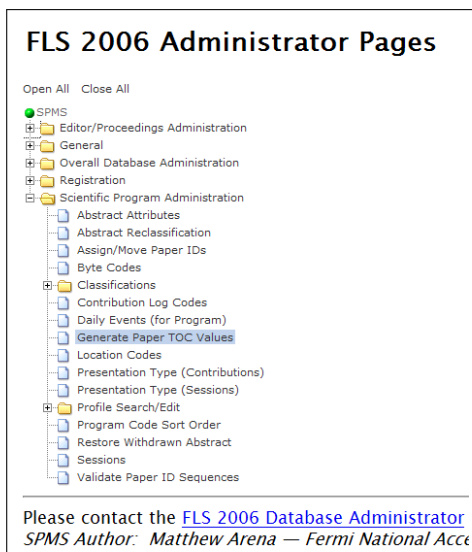 FLS 2006 Administrator Pages
Open All Close All
SPMS
Editor/Proceedings Administration
General
Overall Database Administration
Registration
Scientific Program Administration
Abstract Attributes
Abstract Reclassification
Assign/Move Paper IDs
Byte Codes
Classifications
Contribution Log Codes
Daily Events (for Program)
Generate Paper TOC Values
Location Codes
Presentation Type (Contributions)
Presentation Type (Sessions)
Profile Search/Edit
Program Code Sort Order
Restore Withdrawn Abstract
Sessions
Validate Paper ID Sequences
Please contact the FLS 2006 Database Administrator
SPMS Author: Matthew Arena — Fermi National Acce